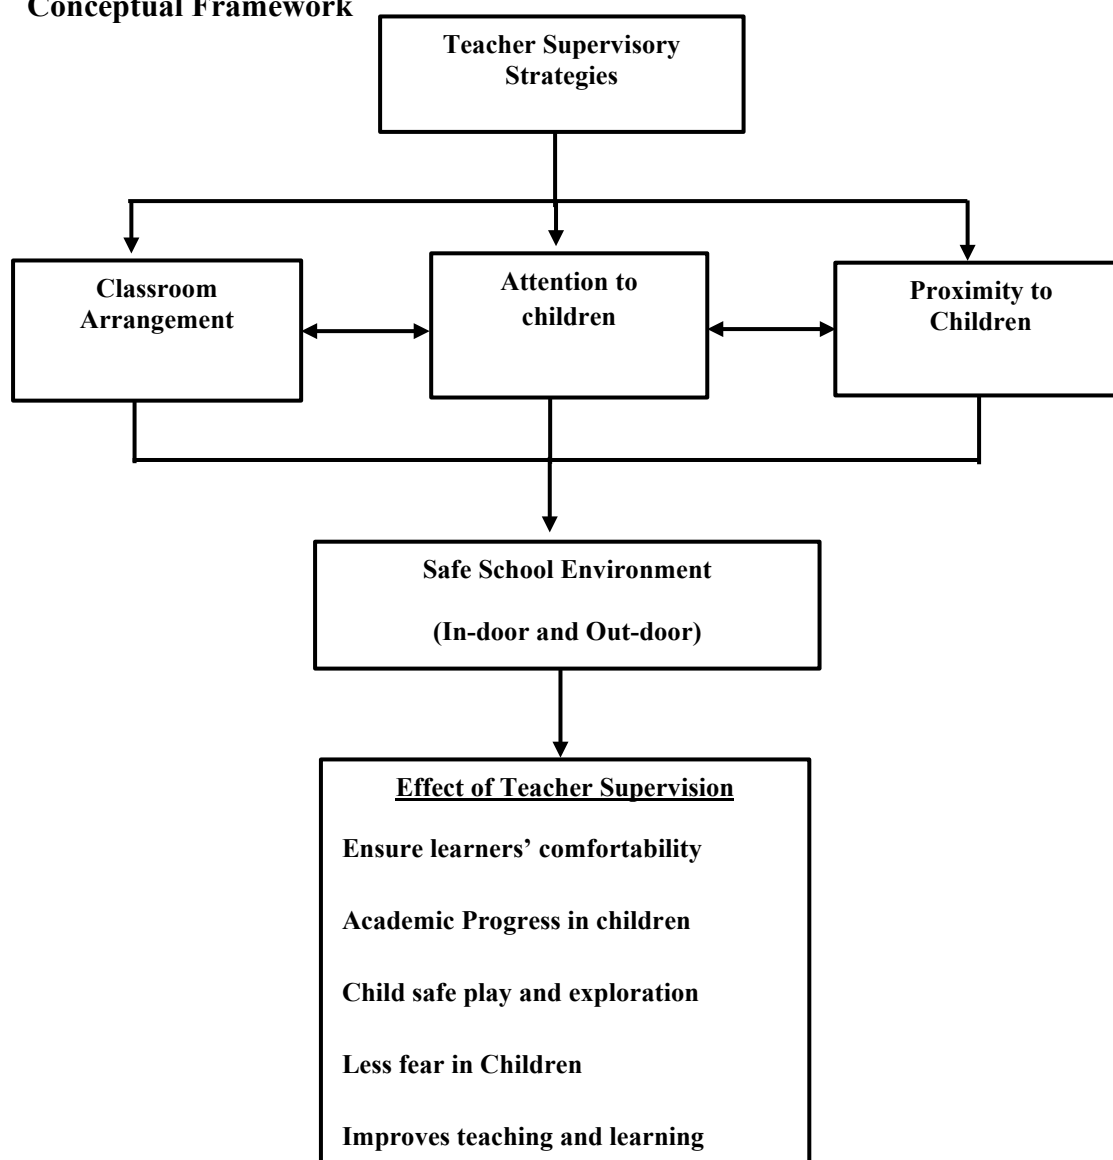 Conceptual Framework
Teacher Supervisory
Strategies
Classroom
Arrangement
Attention to
children
Proximity to
Children
Safe School Environment
(In-door and Out-door)
Effect of Teacher Supervision
Ensure learners’ comfortability
Academic Progress in children
Child safe play and exploration
Less fear in Children
Improves teaching and learning